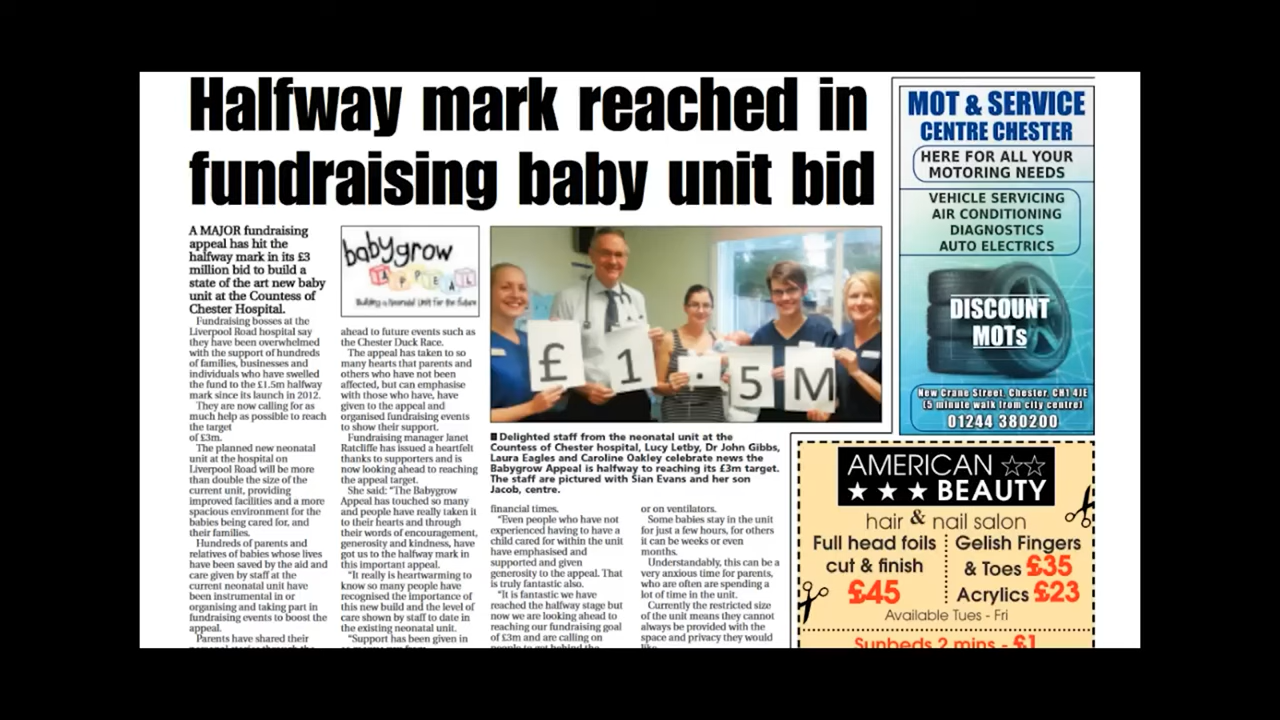 Halfway mark reached in
fundraising baby unit bid
A MAJOR fundraising
appeal has hit the
halfway mark in its £3
million bid to build a
state of the art new baby
unit at the Countess of
Chester Hospital.
Fundraising bosses at the
Liverpool Road hospital say
they have been overwhelmed
with the support of hundreds
of families, businesses and
individuals who have swelled
the fund to the £1.5m halfway
mark since its launch in 2012.
They are now calling for as
much help as possible to reach
the target
of £3m.
The planned new neonatal
unit at the hospital on
Liverpool Road will be more
than double the size of the
current unit, providing
improved facilities and a more
spacious environment for the
babies being cared for, and
their families.
Hundreds of parents and
relatives of babies whose lives
have been saved by the aid and
care given by staff at the
current neonatal unit have
been instrumental in or
organising and taking part in
fundraising events to boost the
appeal.
Parents have shared their
personal stories through the
babygrow
APPEAL
Building a Neonatal Unit for the future
ahead to future events such as
the Chester Duck Race.
The appeal has taken to so
many hearts that parents and
others who have not been
affected, but can emphasise
with those who have, have
given to the appeal and
organised fundraising events
to show their support.
Fundraising manager Janet
Ratcliffe has issued a heartfelt
thanks to supporters and is
now looking ahead to reaching
the appeal target.
She said: “The Babygrow
Appeal has touched so many
and people have really taken it
to their hearts and through
their words of encouragement,
generosity and kindness, have
got us to the halfway mark in
this important appeal.
“It really is heartwarming to
know so many people have
recognised the importance of
this new build and the level of
care shown by staff to date in
the existing neonatal unit.
“Support has been given in
£ 1 . 5 M
■ Delighted staff from the neonatal unit at the
Countess of Chester hospital, Lucy Letby, Dr John Gibbs,
Laura Eagles and Caroline Oakley celebrate news the
Babygrow Appeal is halfway to reaching its £3m target.
The staff are pictured with Sian Evans and her son
Jacob, centre.
financial times.
“Even people who have not
experienced having to have a
child cared for within the unit
have emphasised and
supported and given
generosity to the appeal. That
is truly fantastic also.
“It is fantastic we have
reached the halfway stage but
now we are looking ahead to
reaching our fundraising goal
of £3m and are calling on
people to get behind the
or on ventilators.
Some babies stay in the unit
for just a few hours, for others
it can be weeks or even
months.
Understandably, this can be a
very anxious time for parents,
who are often are spending a
lot of time in the unit.
Currently the restricted size
of the unit means they cannot
always be provided with the
space and privacy they would
like.
MOT & SERVICE
CENTRE CHESTER
HERE FOR ALL YOUR
MOTORING NEEDS
VEHICLE SERVICING
AIR CONDITIONING
DIAGNOSTICS
AUTO ELECTRICS
DISCOUNT
MOTs
New Crane Street, Chester, CH1 4JE
(5 minute walk from city centre)
01244 380200
AMERICAN ☆☆
★★★ BEAUTY
hair & nail salon
Full head foils
cut & finish
£45
Gelish Fingers
& Toes £35
Acrylics £23
Available Tues - Fri
Sunbeds 2 mins - £1